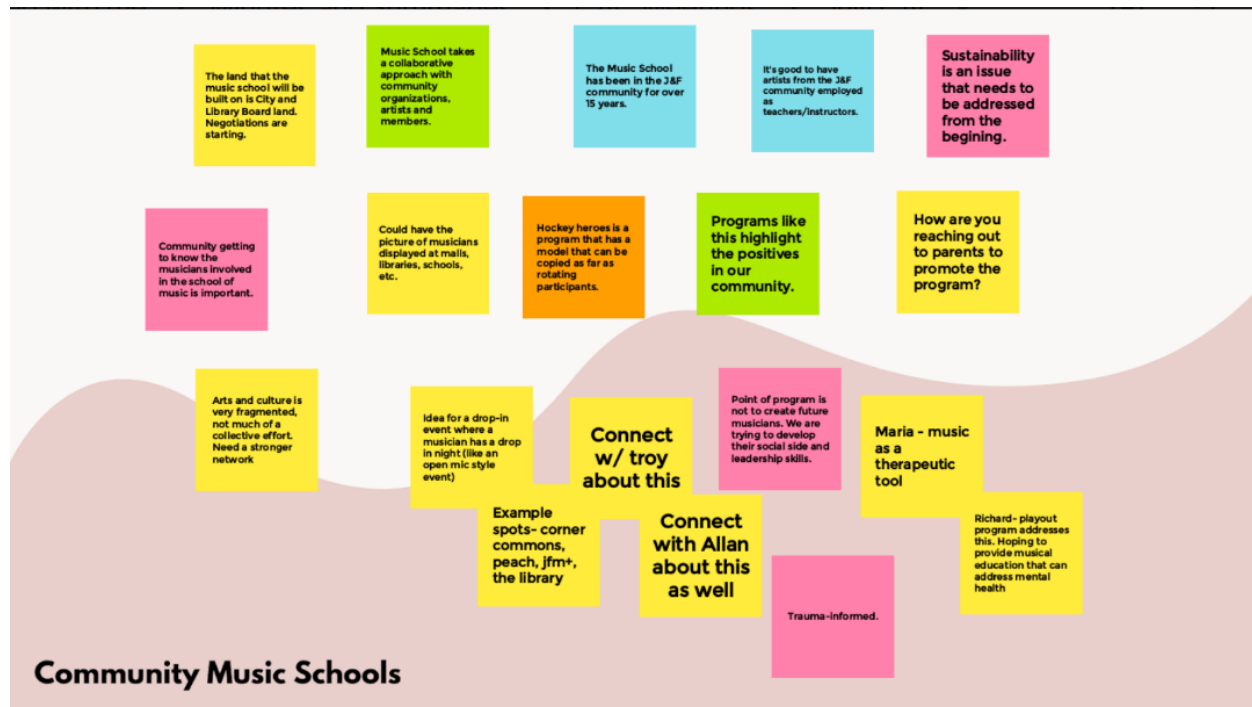 The land that the
music school will be
built on is City and
Library Board land.
Negotiations are
starting.
Music School takes
a collaborative
approach with
community
organizations,
artists and
members.
The Music School
has been in the J&F
community for over
15 years.
It's good to have
artists from the J&F
community employed
as
teachers/instructors.
Sustainability
is an issue
that needs to
be addressed
from the
begining.
Community getting
to know the
musicians involved
in the school of
music is important.
Could have the
picture of musicians
displayed at malls,
libraries, schools,
etc.
Hockey heroes is a
program that has a
model that can be
copied as far as
rotating
participants.
Programs like
this highlight
the positives
in our
community.
How are you
reaching out
to parents to
promote the
program?
Arts and culture is
very fragmented,
not much of a
collective effort.
Need a stronger
network
Idea for a drop-in
event where a
musician has a drop
in night (like an
open mic style
event)
Example
spots- corner
commons,
peach, jfm+,
the library
Connect
w/ troy
about this
Connect
with Allan
about this
as well
Point of program is
not to create future
musicians. We are
trying to develop
their social side and
leadership skills.
Maria - music
as a
therapeutic
tool
Richard- playout
program addresses
this. Hoping to
provide musical
education that can
address mental
health
Trauma-informed.
Community Music Schools